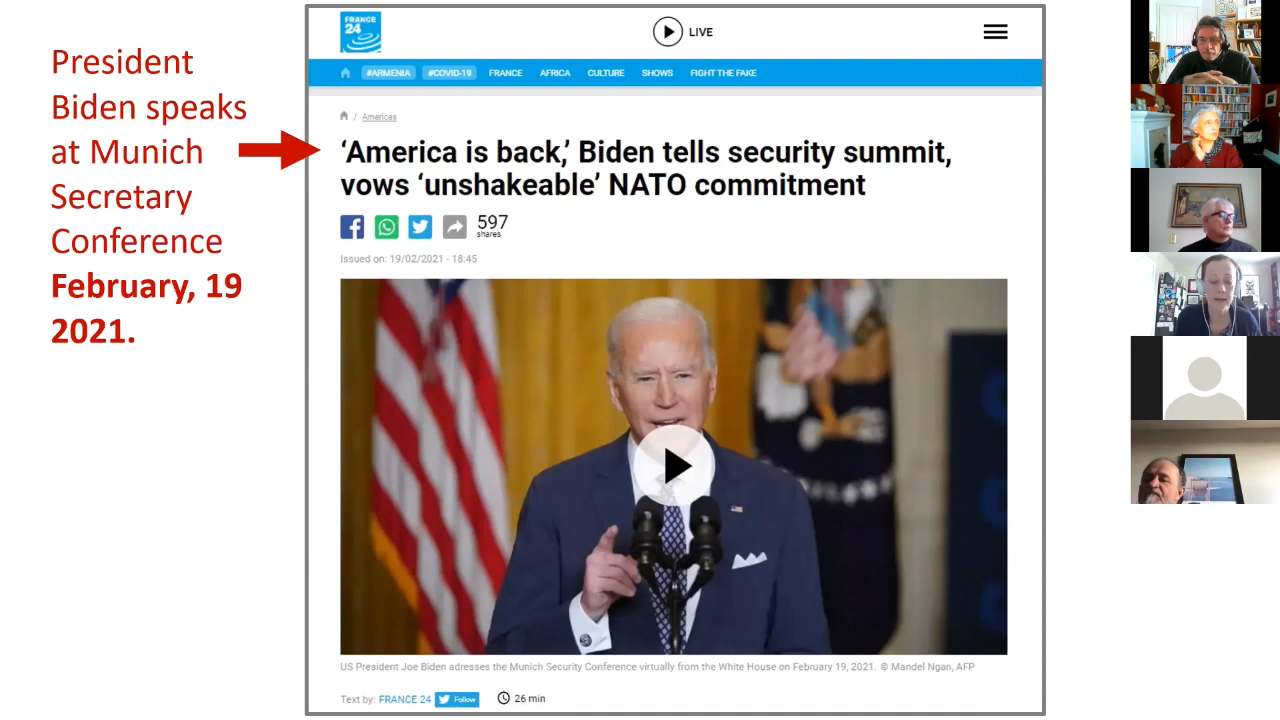 President
Biden speaks
at Munich
Secretary
Conference
February, 19
2021.
FRANCE
24
LIVE
#ARMENIA #COVID-19 FRANCE AFRICA CULTURE SHOWS FIGHT THE FAKE
/ Americas
‘America is back,’ Biden tells security summit,
vows ‘unshakeable’ NATO commitment
597
shares
Issued on: 19/02/2021 - 18:45
US President Joe Biden adresses the Munich Security Conference virtually from the White House on February 19, 2021. © Mandel Ngan, AFP
Text by: FRANCE 24 Follow 26 min